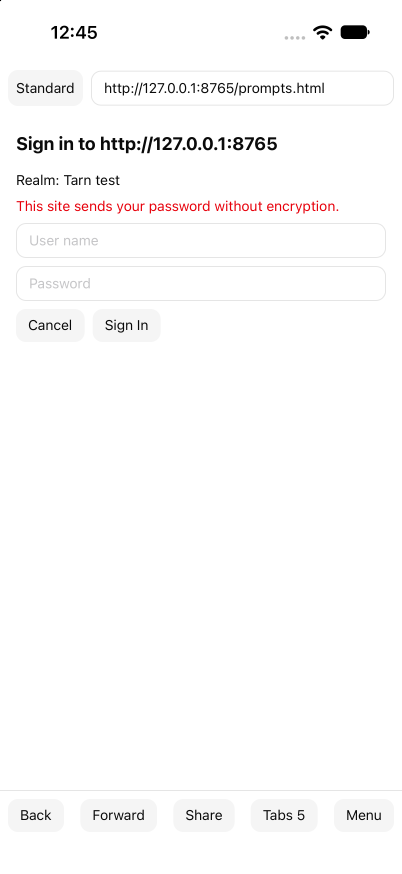 12:45
Standard http://127.0.0.1:8765/prompts.html
Sign in to http://127.0.0.1:8765
Realm: Tarn test
This site sends your password without encryption.
User name
Password
Cancel Sign In
Back Forward Share Tabs 5 Menu